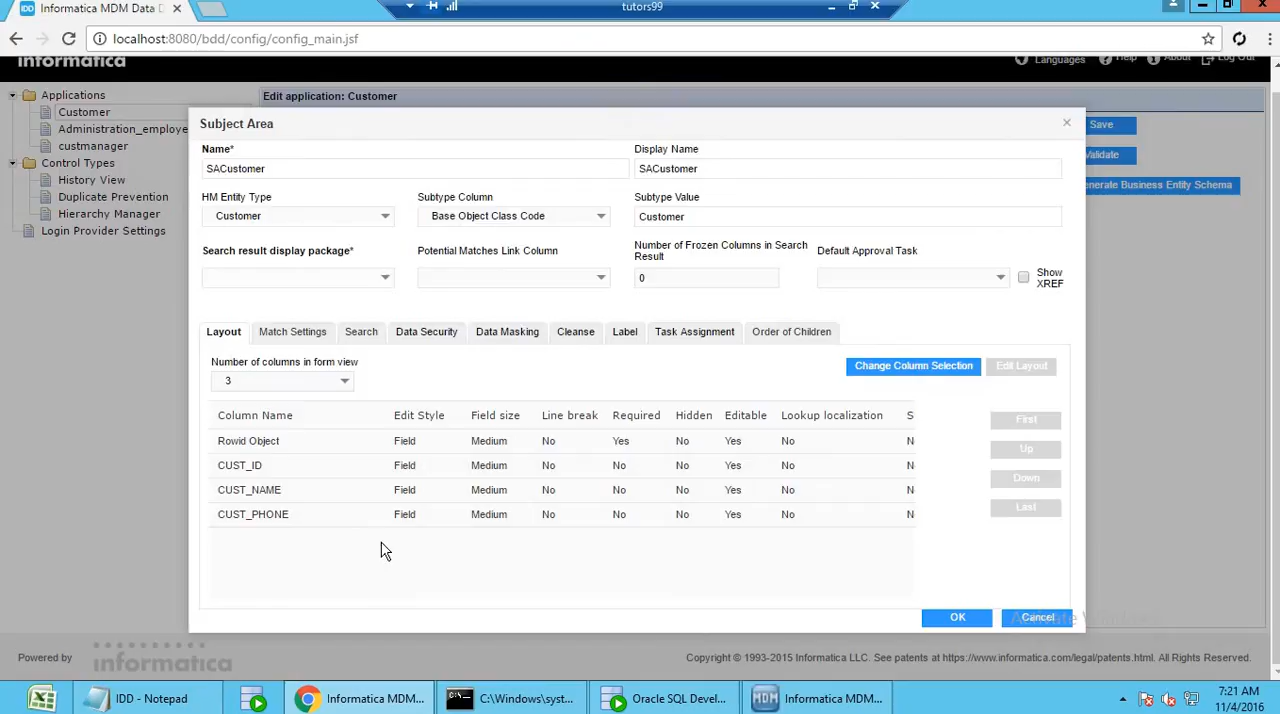 Informatica MDM Data D
tutors99
localhost:8080/bdd/config/config_main.jsf
informatica
Languages
Help
About
Log Out
Applications
Customer
Administration_employe
custmanager
Control Types
History View
Duplicate Prevention
Hierarchy Manager
Login Provider Settings
Edit application: Customer
Save
Validate
enerate Business Entity Schema
Subject Area
Name*
Display Name
SACustomer
SACustomer
HM Entity Type
Subtype Column
Subtype Value
Customer
Base Object Class Code
Customer
Search result display package*
Potential Matches Link Column
Number of Frozen Columns in Search
Result
Default Approval Task
0
Show
XREF
Layout
Match Settings
Search
Data Security
Data Masking
Cleanse
Label
Task Assignment
Order of Children
Number of columns in form view
3
Change Column Selection
Edit Layout
Column Name Edit Style Field size Line break Required Hidden Editable Lookup localization S
Rowid Object Field Medium No Yes No Yes No N
CUST_ID Field Medium No No No Yes No N
CUST_NAME Field Medium No No No Yes No N
CUST_PHONE Field Medium No No No Yes No N
First
Up
Down
Last
OK
Cancel
Powered by
informatica
Copyright © 1993-2015 Informatica LLC. See patents at https://www.informatica.com/legal/patents.html. All Rights Reserved.
IDD - Notepad
Informatica MDM...
C:\Windows\syst...
Oracle SQL Devel...
MDM
Informatica MDM...
7:21 AM
11/4/2016